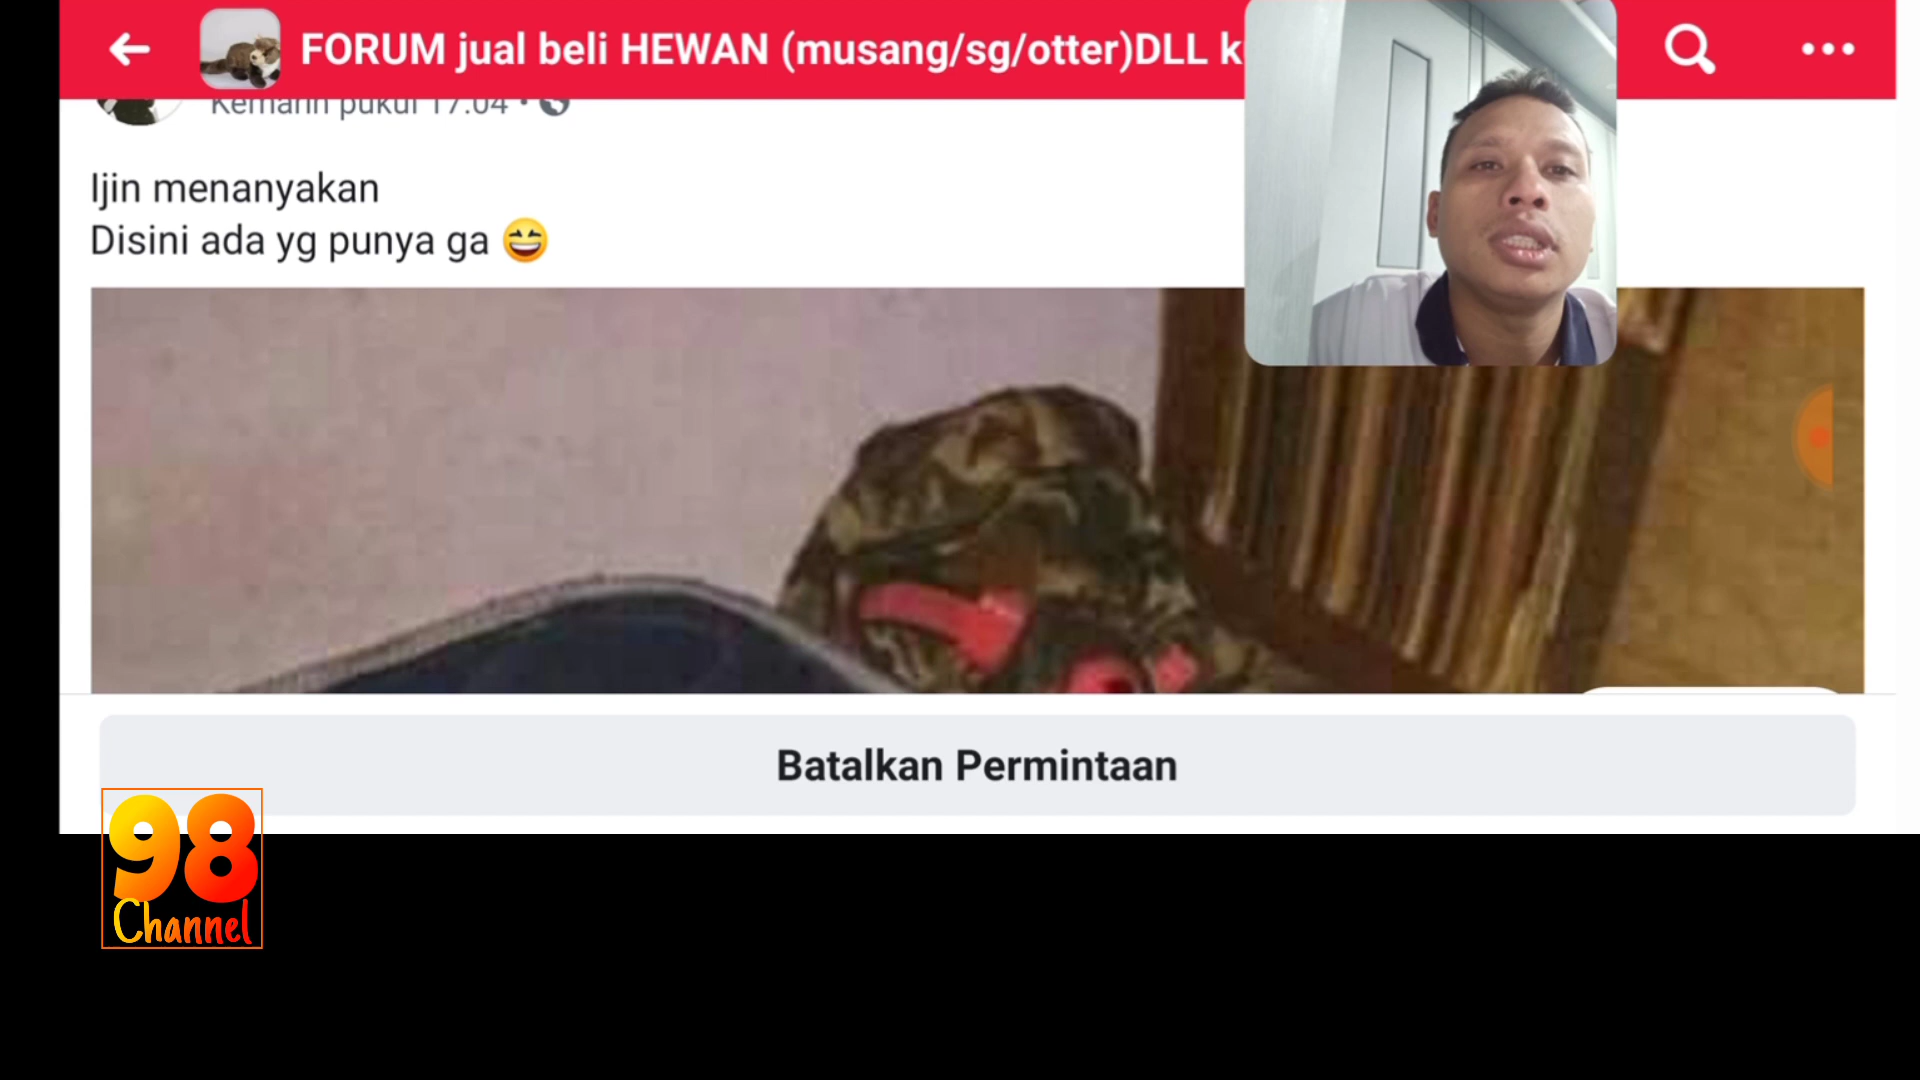 FORUM jual beli HEWAN (musang/sg/otter)DLL k
Kemarin pukul 17.04 •
Ijin menanyakan
Disini ada yg punya ga 😄
Batalkan Permintaan
98
Channel